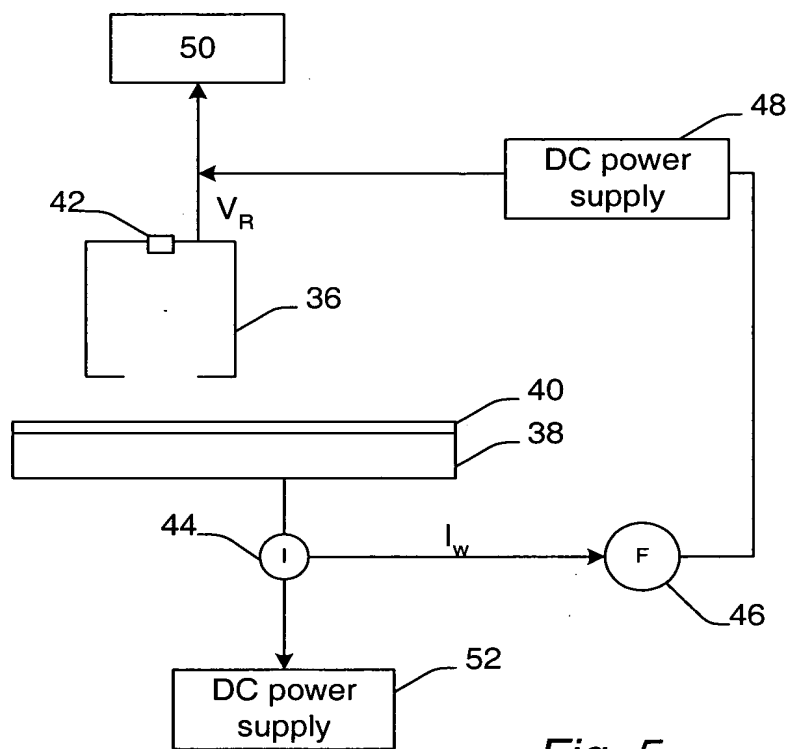 50
48
DC power
supply
42
V_R
36
40
38
44
I
I_w
F
46
52
DC power
supply
Fig. 5